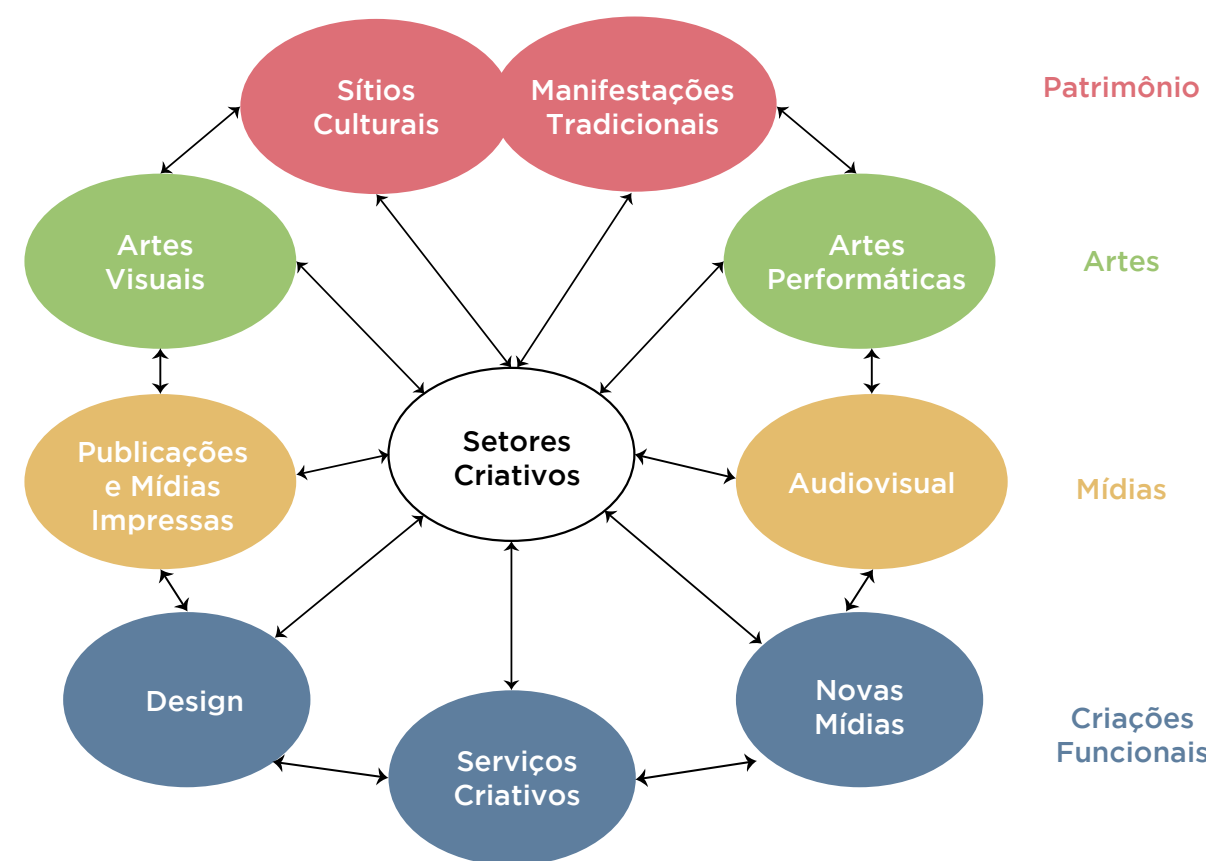 Sítios
Culturais
Manifestações
Tradicionais
Patrimônio
Artes
Visuais
Artes
Performáticas
Artes
Setores
Criativos
Publicações
e Mídias
Impressas
Audiovisual
Mídias
Design
Novas
Mídias
Serviços
Criativos
Criações
Funcionais